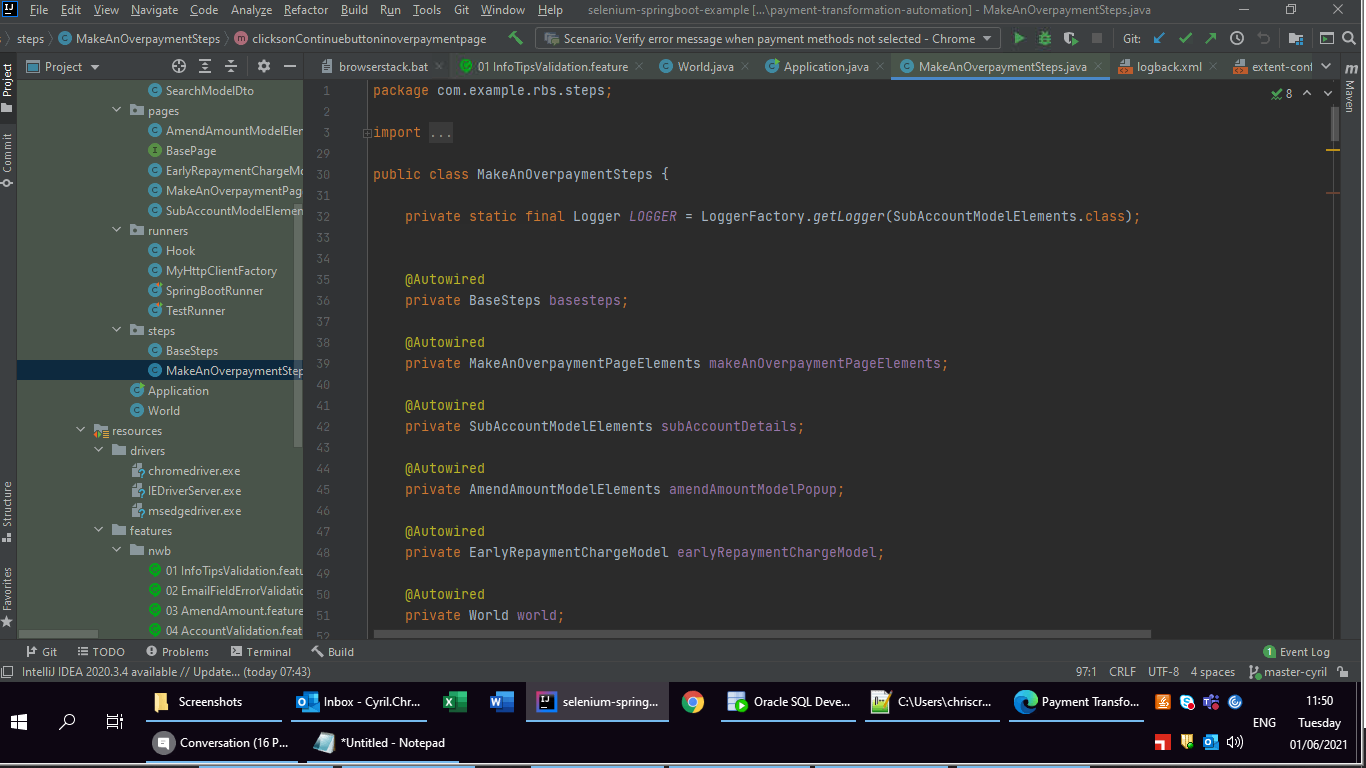 File Edit View Navigate Code Analyze Refactor Build Run Tools Git Window Help selenium-springboot-example [...\payment-transformation-automation] - MakeAnOverpaymentSteps.java
steps MakeAnOverpaymentSteps clicksonContinuebuttoninoverpaymentpage Scenario: Verify error message when payment methods not selected - Chrome Git:
Project browserstack.bat 01 InfoTipsValidation.feature World.java Application.java MakeAnOverpaymentSteps.java logback.xml extent-conf
Project
Commit
Structure
Favorites
Maven
SearchModelDto
pages
AmendAmountModelElem
BasePage
EarlyRepaymentChargeMo
MakeAnOverpaymentPag
SubAccountModelElemen
runners
Hook
MyHttpClientFactory
SpringBootRunner
TestRunner
steps
BaseSteps
MakeAnOverpaymentStep
Application
World
resources
drivers
chromedriver.exe
IEDriverServer.exe
msedgedriver.exe
features
nwb
01 InfoTipsValidation.featu
02 EmailFieldErrorValidatio
03 AmendAmount.feature
04 AccountValidation.feat
1 package com.example.rbs.steps;
8
2
3 import ...
29
30 public class MakeAnOverpaymentSteps {
31
32 private static final Logger LOGGER = LoggerFactory.getLogger(SubAccountModelElements.class);
33
34
35 @Autowired
36 private BaseSteps basesteps;
37
38 @Autowired
39 private MakeAnOverpaymentPageElements makeAnOverpaymentPageElements;
40
41 @Autowired
42 private SubAccountModelElements subAccountDetails;
43
44 @Autowired
45 private AmendAmountModelElements amendAmountModelPopup;
46
47 @Autowired
48 private EarlyRepaymentChargeModel earlyRepaymentChargeModel;
49
50 @Autowired
51 private World world;
52
Git TODO Problems Terminal Build 1 Event Log
IntelliJ IDEA 2020.3.4 available // Update... (today 07:43) 97:1 CRLF UTF-8 4 spaces master-cyril
Screenshots Inbox - Cyril.Chr... selenium-spring... Oracle SQL Deve... C:\Users\chriscr... Payment Transfo...
Conversation (16 P... *Untitled - Notepad
ENG
11:50
Tuesday
01/06/2021